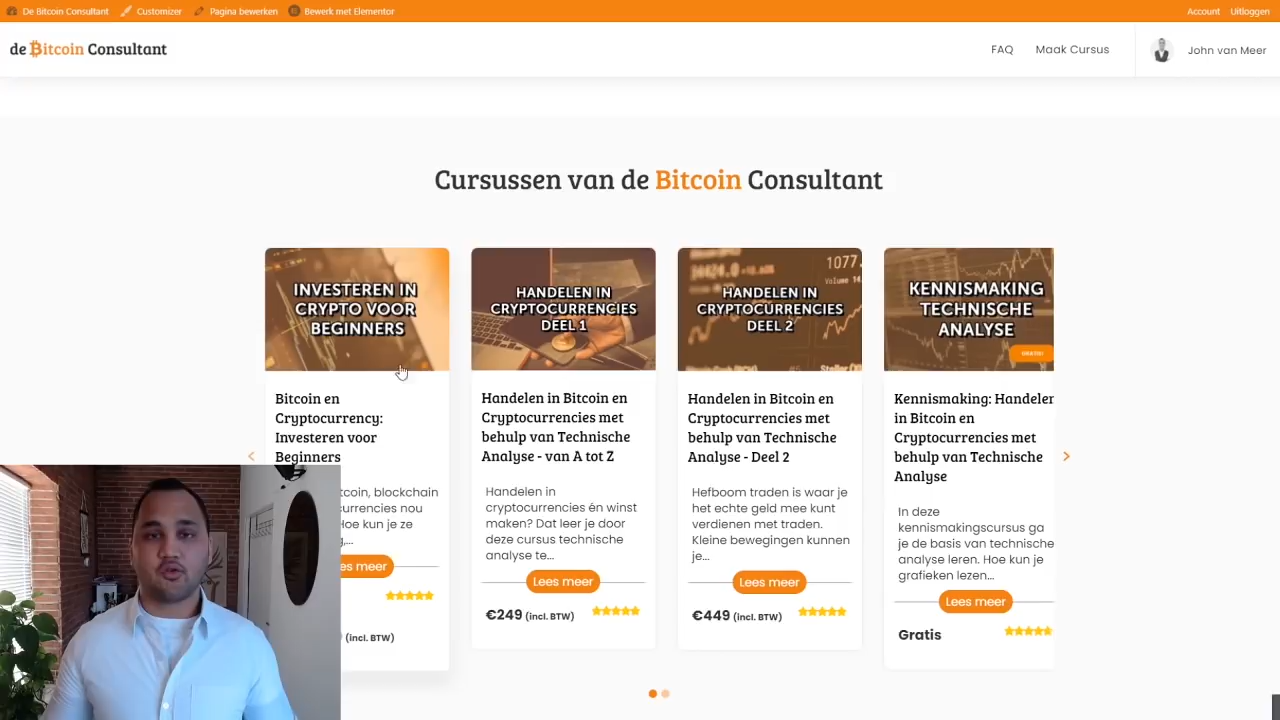 De Bitcoin Consultant Customizer Pagina bewerken Bewerk met Elementor Account Uitloggen
de Bitcoin Consultant FAQ Maak Cursus John van Meer
Cursussen van de Bitcoin Consultant
INVESTEREN IN
CRYPTO VOOR
BEGINNERS
Bitcoin en
Cryptocurrency:
Investeren voor
Beginners
tcoin, blockchain
urrencies nou
Hoe kun je ze
,...
es meer
(incl. BTW)
HANDELEN IN
CRYPTOCURRENCIES
DEEL 1
Handelen in Bitcoin en
Cryptocurrencies met
behulp van Technische
Analyse - van A tot Z
Handelen in
cryptocurrencies én winst
maken? Dat leer je door
deze cursus technische
analyse te...
Lees meer
€249 (incl. BTW)
1077.
Volume 14
HANDELEN IN
CRYPTOCURRENCIES
DEEL 2
Handelen in Bitcoin en
Cryptocurrencies met
behulp van Technische
Analyse - Deel 2
Hefboom traden is waar je
het echte geld mee kunt
verdienen met traden.
Kleine bewegingen kunnen
je...
Lees meer
€449 (incl. BTW)
KENNISMAKING
TECHNISCHE
ANALYSE
Kennismaking: Handelen
in Bitcoin en
Cryptocurrencies met
behulp van Technische
Analyse
In deze
kennismakingscursus ga
je de basis van technische
analyse leren. Hoe kun je
grafieken lezen...
Lees meer
Gratis